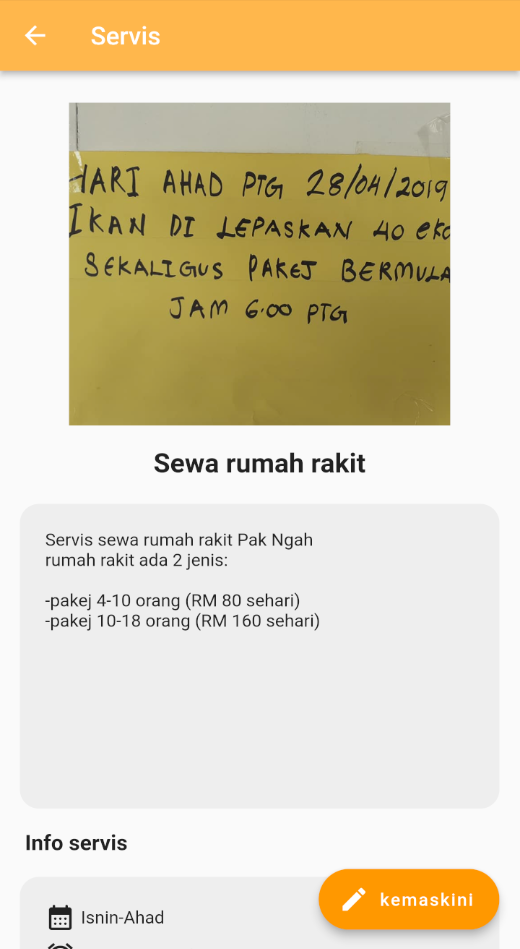 Servis
HARI AHAD PTG 28/04/2019
IKAN DI LEPASKAN 40
SEKALIGUS PAKEJ BERMULA
JAM 6.00 PTG
Sewa rumah rakit
Servis sewa rumah rakit Pak Ngah
rumah rakit ada 2 jenis:
-pakej 4-10 orang (RM 80 sehari)
-pakej 10-18 orang (RM 160 sehari)
Info servis
Isnin-Ahad
kemaskini